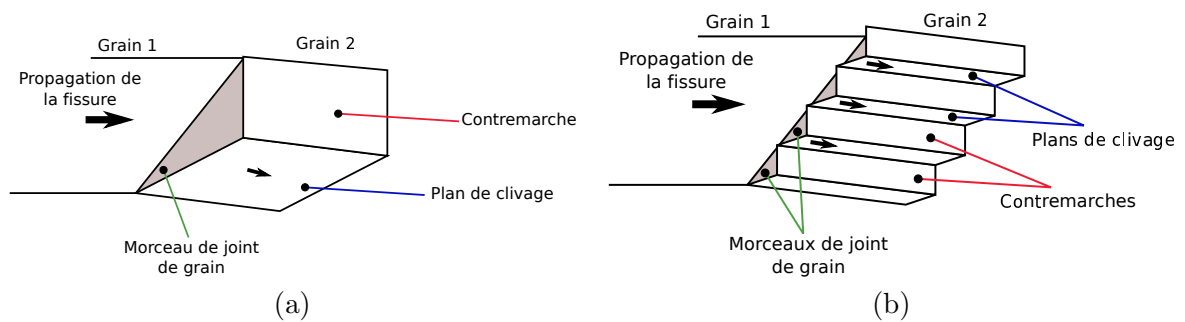 Grain 1
Grain 2
Propagation de
la fissure
Contremarche
Plan de clivage
Morceau de joint
de grain
(a)
Grain 1
Grain 2
Propagation de
la fissure
Plans de clivage
Contremarches
Morceaux de joint
de grain
(b)